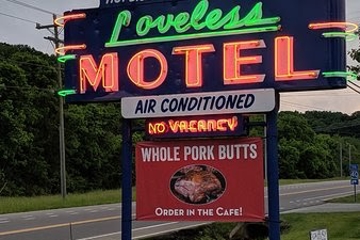 Loveless
MOTEL
AIR CONDITIONED
NO VACANCY
WHOLE PORK BUTTS
ORDER IN THE CAFE!